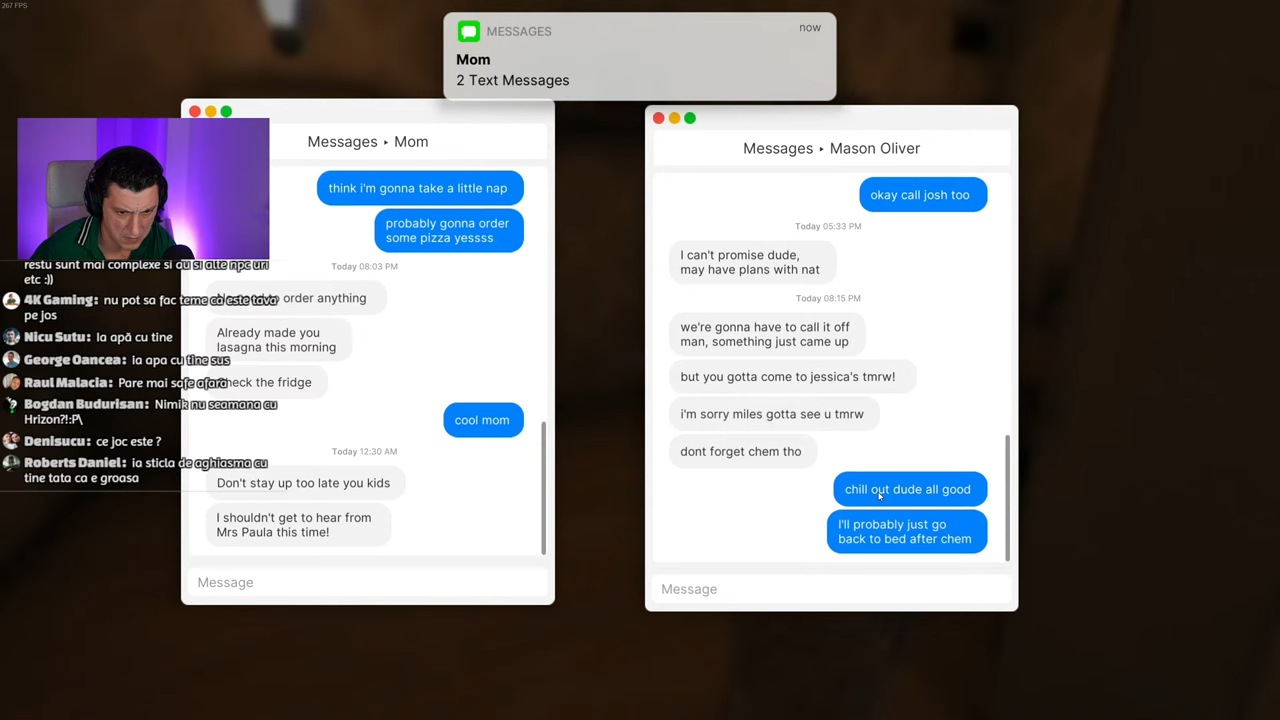 267 FPS
MESSAGES
now
Mom
2 Text Messages
Messages ‣ Mom
think i'm gonna take a little nap
probably gonna order
some pizza yessss
Today 08:03 PM
order anything
Already made you
lasagna this morning
Check the fridge
cool mom
Today 12:30 AM
Don't stay up too late you kids
I shouldn't get to hear from
Mrs Paula this time!
Message
Messages ‣ Mason Oliver
okay call josh too
Today 05:33 PM
I can't promise dude,
may have plans with nat
Today 08:15 PM
we're gonna have to call it off
man, something just came up
but you gotta come to jessica's tmrw!
i'm sorry miles gotta see u tmrw
dont forget chem tho
chill out dude all good
I'll probably just go
back to bed after chem
Message
restu sunt mai complexe si au si alte npc uri
etc :))
4K Gaming: nu pot sa fac teme ca este tava
pe jos
Nicu Sutu: Ia apă cu tine
George Oancea: ia apa cu tine sus
Raul Malacia: Pare mai safe afara
Bogdan Budurisan: Nimik nu seamana cu
Hrizon?!:P\
Denisucu: ce joc este ?
Roberts Daniel: ia sticla de aghiasma cu
tine tata ca e groasa